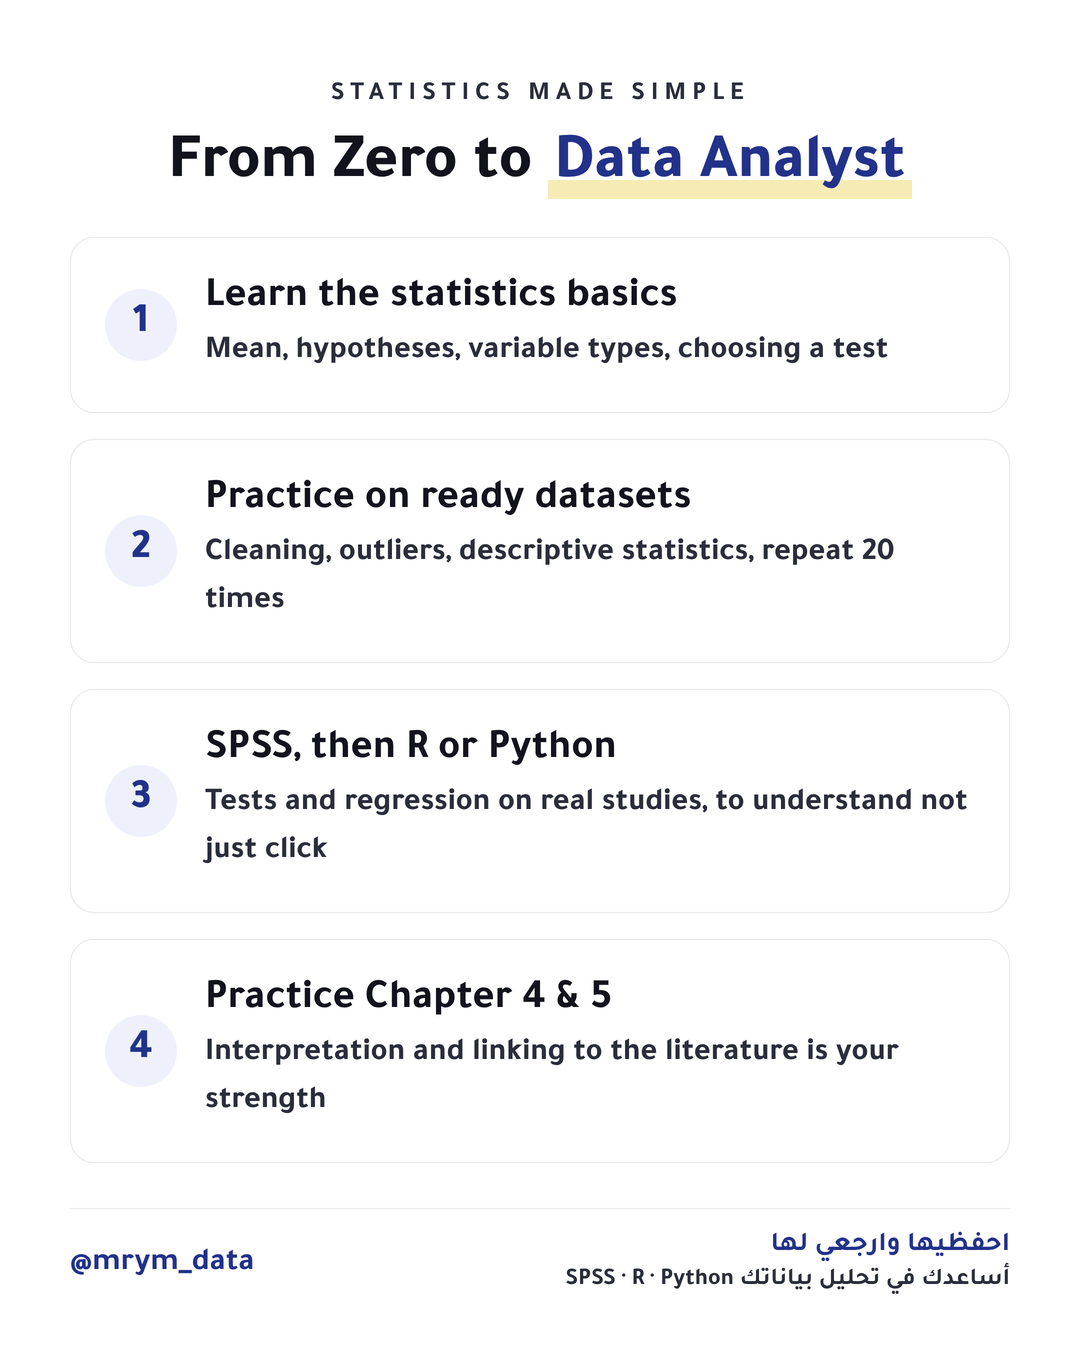 STATISTICS MADE SIMPLE
From Zero to Data Analyst
1
Learn the statistics basics
Mean, hypotheses, variable types, choosing a test
2
Practice on ready datasets
Cleaning, outliers, descriptive statistics, repeat 20
times
3
SPSS, then R or Python
Tests and regression on real studies, to understand not
just click
4
Practice Chapter 4 & 5
Interpretation and linking to the literature is your
strength
@mrym_data
احفظيها وارجعي لها
أساعدك في تحليل بياناتك SPSS · R · Python